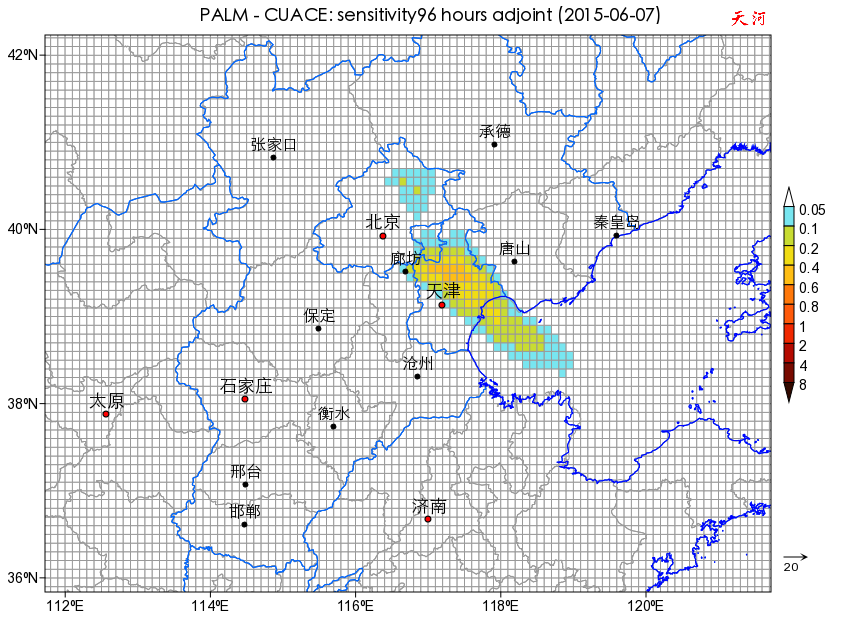 PALM - CUACE: sensitivity96 hours adjoint (2015-06-07)
天河
42°N
承德
张家口
0.05
0.1
0.2
0.4
0.6
0.8
1
2
4
8
40°N
北京
秦皇岛
唐山
廊坊
天津
保定
沧州
38°N
太原
石家庄
衡水
邢台
邯郸
济南
20
36°N
112°E
114°E
116°E
118°E
120°E